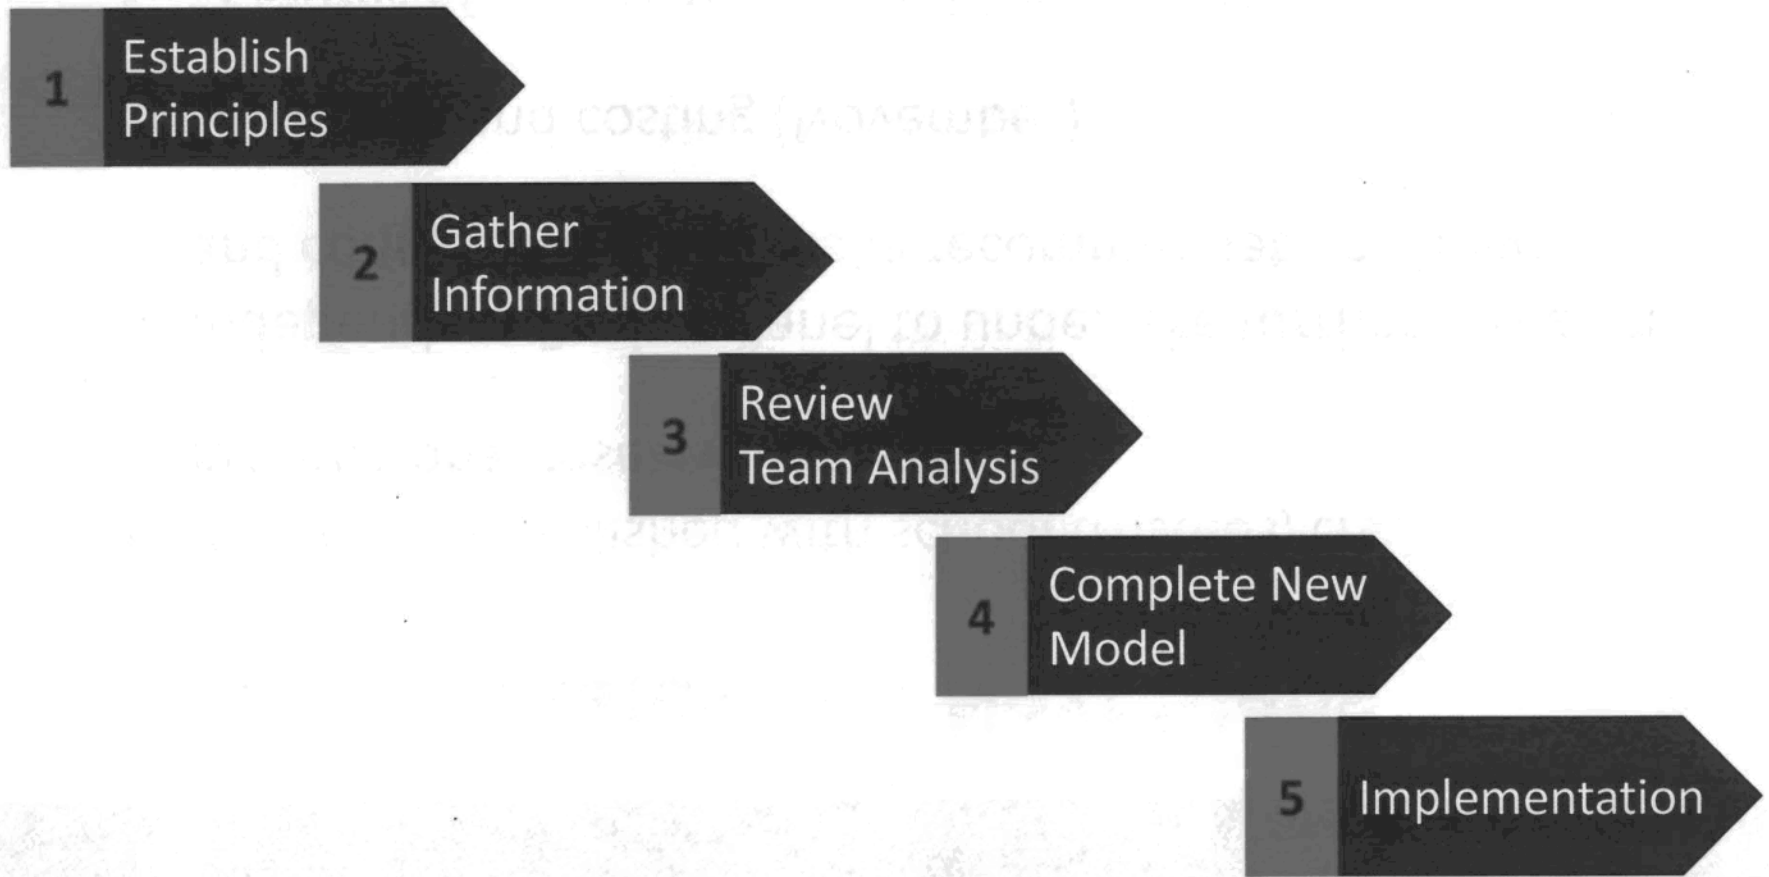 1
Establish
Principles
2
Gather
Information
3
Review
Team Analysis
4
Complete New
Model
5
Implementation